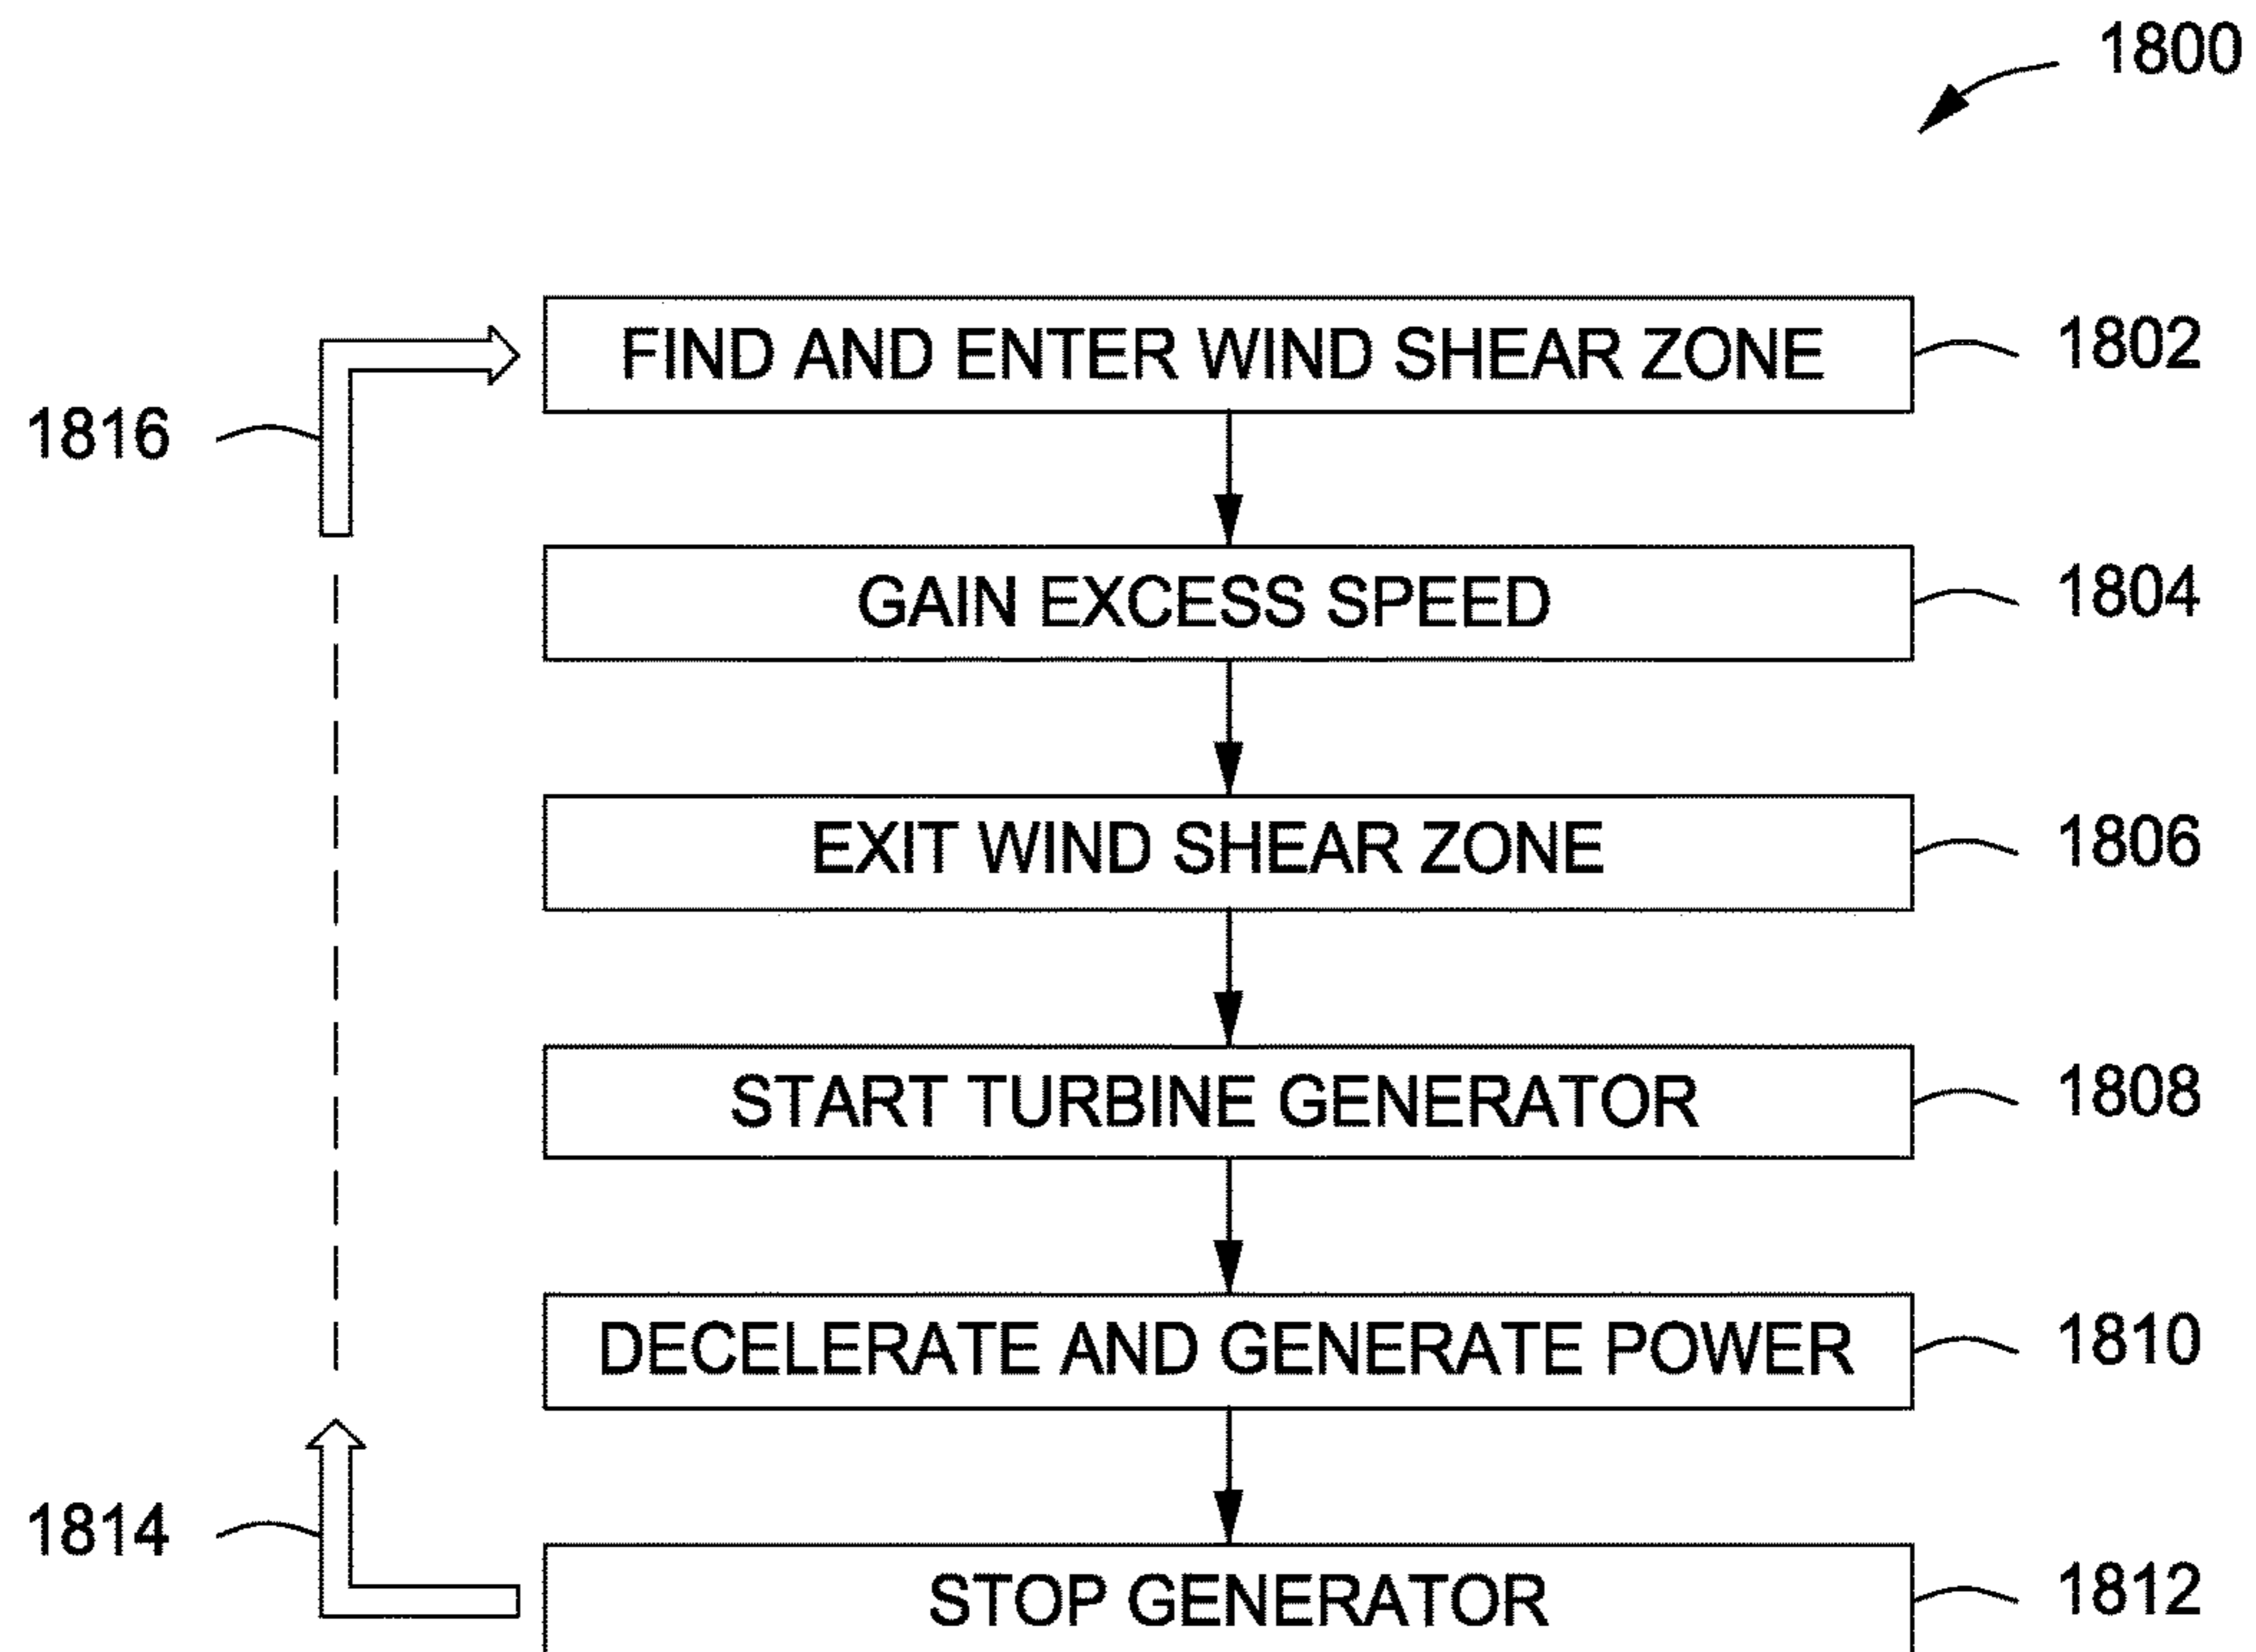 1800
FIND AND ENTER WIND SHEAR ZONE
1802
1816
GAIN EXCESS SPEED
1804
EXIT WIND SHEAR ZONE
1806
START TURBINE GENERATOR
1808
DECELERATE AND GENERATE POWER
1810
1814
STOP GENERATOR
1812